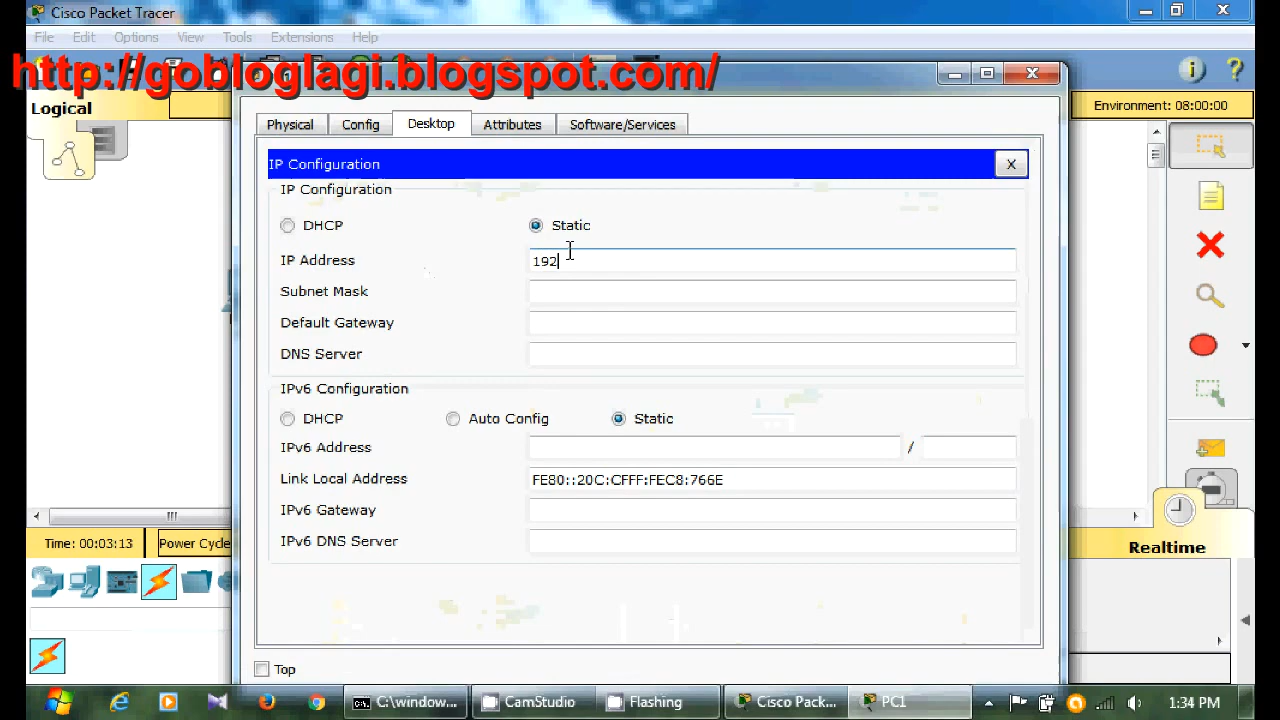 Cisco Packet Tracer
File Edit Options View Tools Extensions Help
http://gobloglagi.blogspot.com/
Logical
Environment: 08:00:00
Physical Config Desktop Attributes Software/Services
IP Configuration
X
IP Configuration
DHCP Static
IP Address 192
Subnet Mask
Default Gateway
DNS Server
IPv6 Configuration
DHCP Auto Config Static
IPv6 Address /
Link Local Address FE80::20C:CFFF:FEC8:766E
IPv6 Gateway
IPv6 DNS Server
Time: 00:03:13 Power Cycle
Realtime
Top
C:\window... CamStudio Flashing Cisco Pack... PC1 1:34 PM